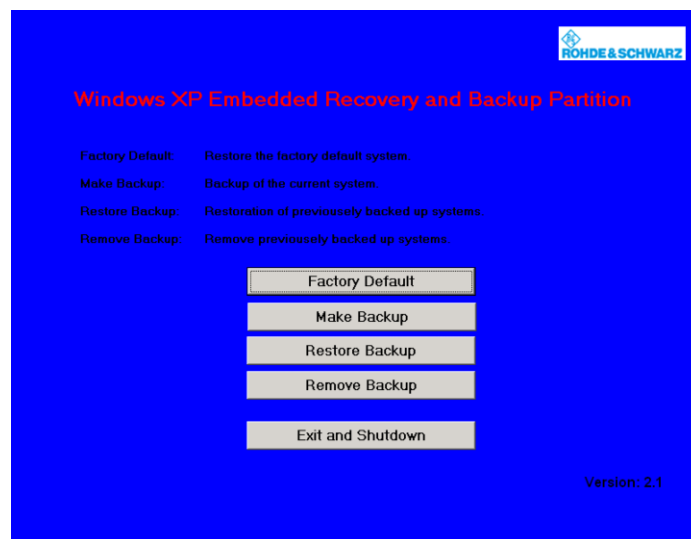 ROHDE & SCHWARZ
Windows XP Embedded Recovery and Backup Partition
Factory Default: Restore the factory default system.
Make Backup: Backup of the current system.
Restore Backup: Restoration of previousely backed up systems.
Remove Backup: Remove previousely backed up systems.
Factory Default
Make Backup
Restore Backup
Remove Backup
Exit and Shutdown
Version: 2.1